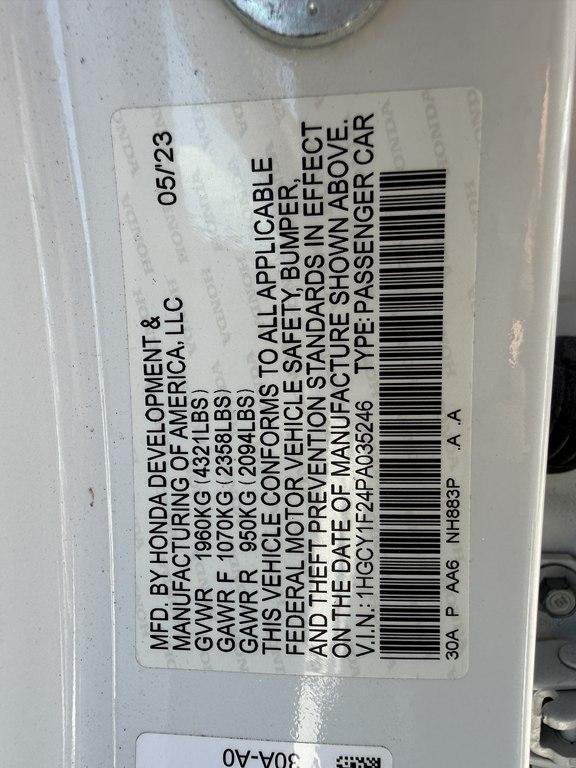 05/'23
MFD. BY HONDA DEVELOPMENT &
MANUFACTURING OF AMERICA, LLC
GVWR 1960KG (4321LBS)
GAWR F 1070KG (2358LBS)
GAWR R 950KG (2094LBS)
THIS VEHICLE CONFORMS TO ALL APPLICABLE
FEDERAL MOTOR VEHICLE SAFETY, BUMPER,
AND THEFT PREVENTION STANDARDS IN EFFECT
ON THE DATE OF MANUFACTURE SHOWN ABOVE.
V.I.N.: 1HGCY1F24PA035246 TYPE: PASSENGER CAR
30A P AA6 NH883P .A .A
30A-A0
HONDA